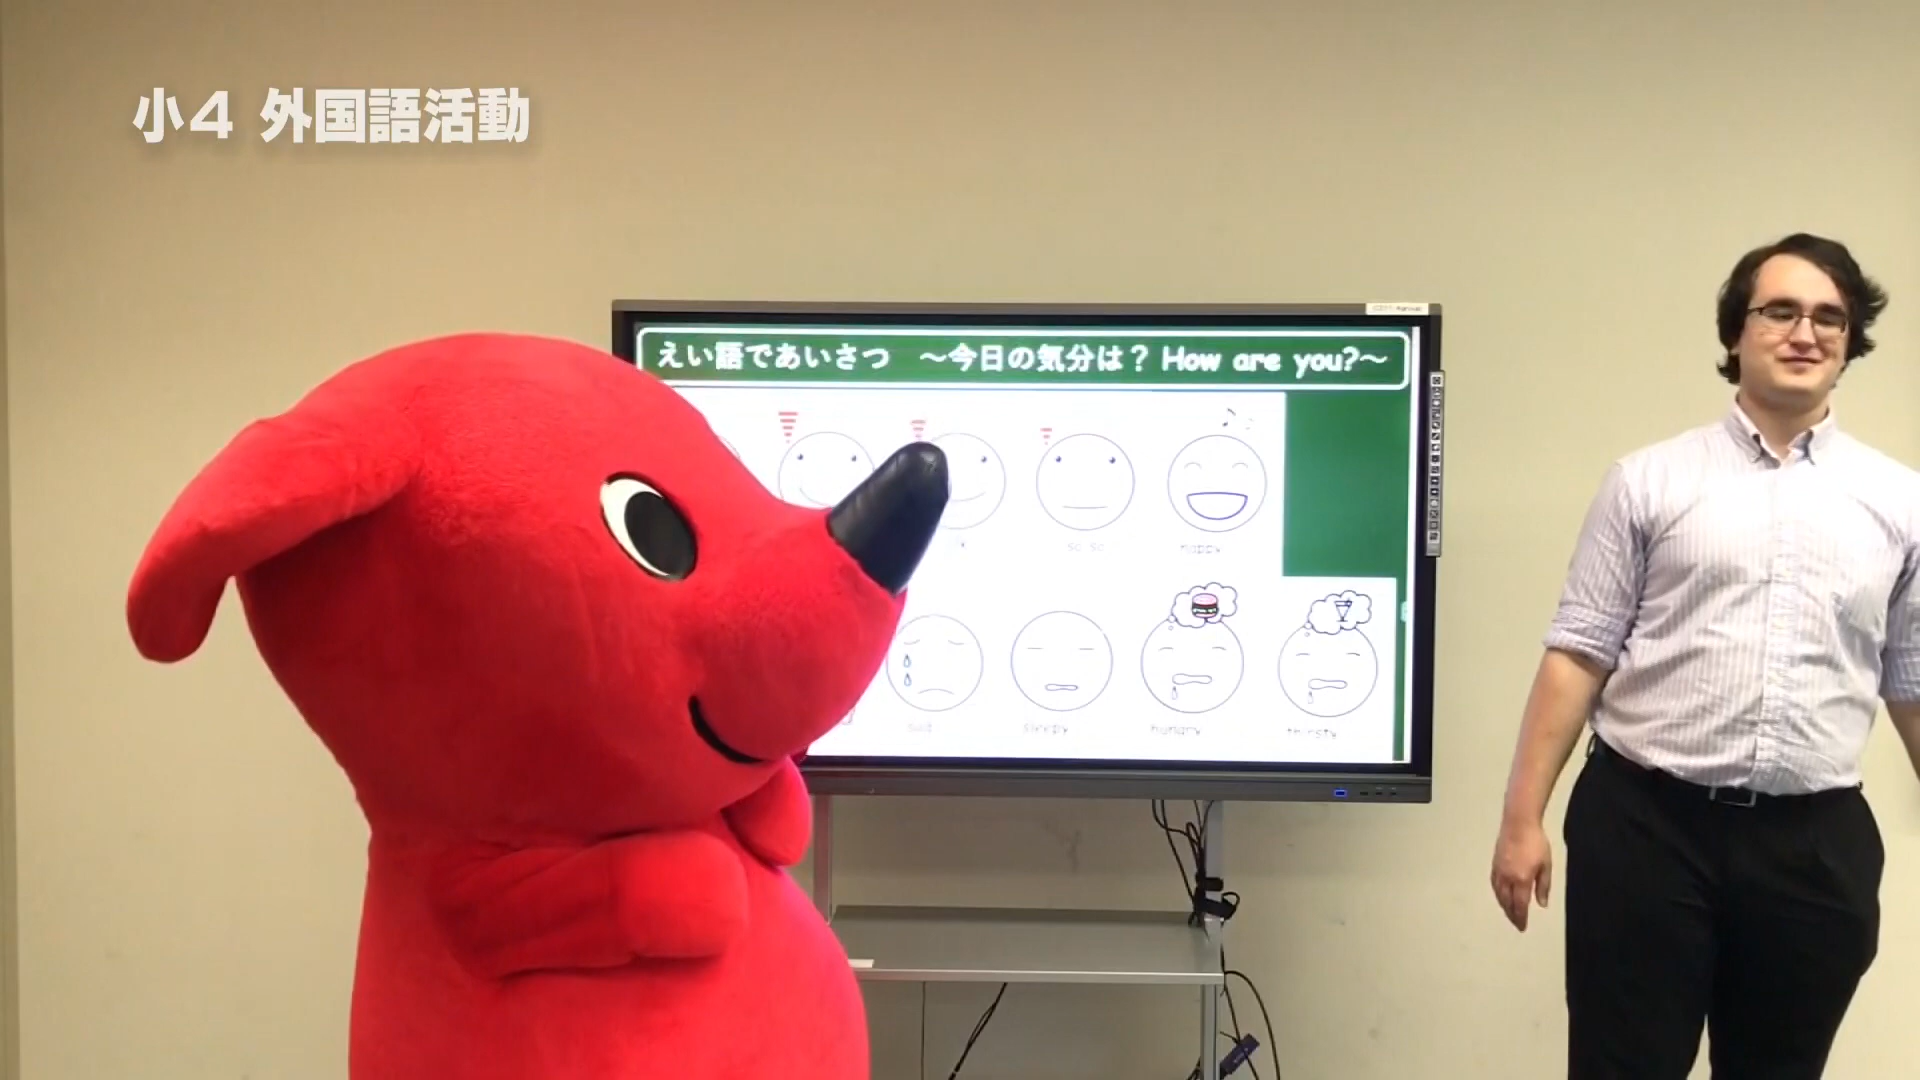 小4 外国語活動
えい語であいさつ ～今日の気分は？ How are you?～
so so
happy
sad
sleepy
hungry
thirsty